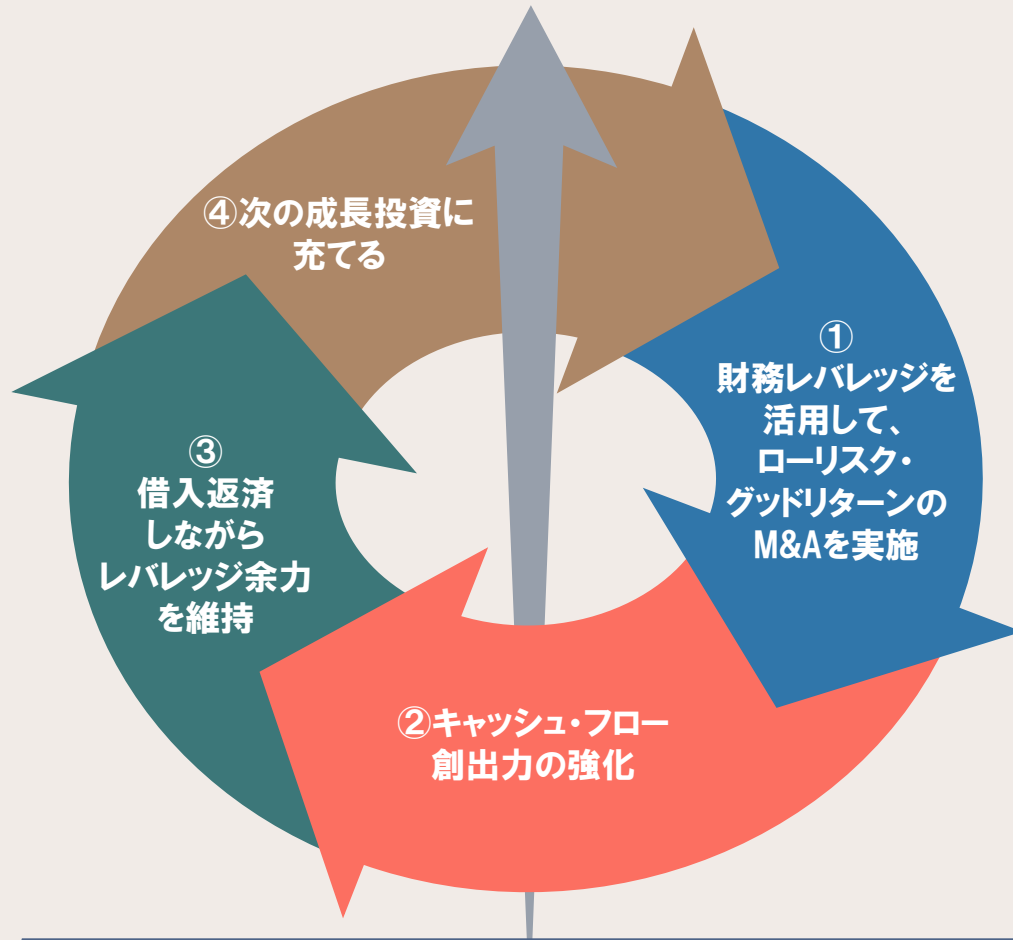 ①
財務レバレッジを
活用して、
ローリスク・
グッドリターンの
M&Aを実施
②キャッシュ・フロー
創出力の強化
③
借入返済
しながら
レバレッジ余力
を維持
④次の成長投資に
充てる